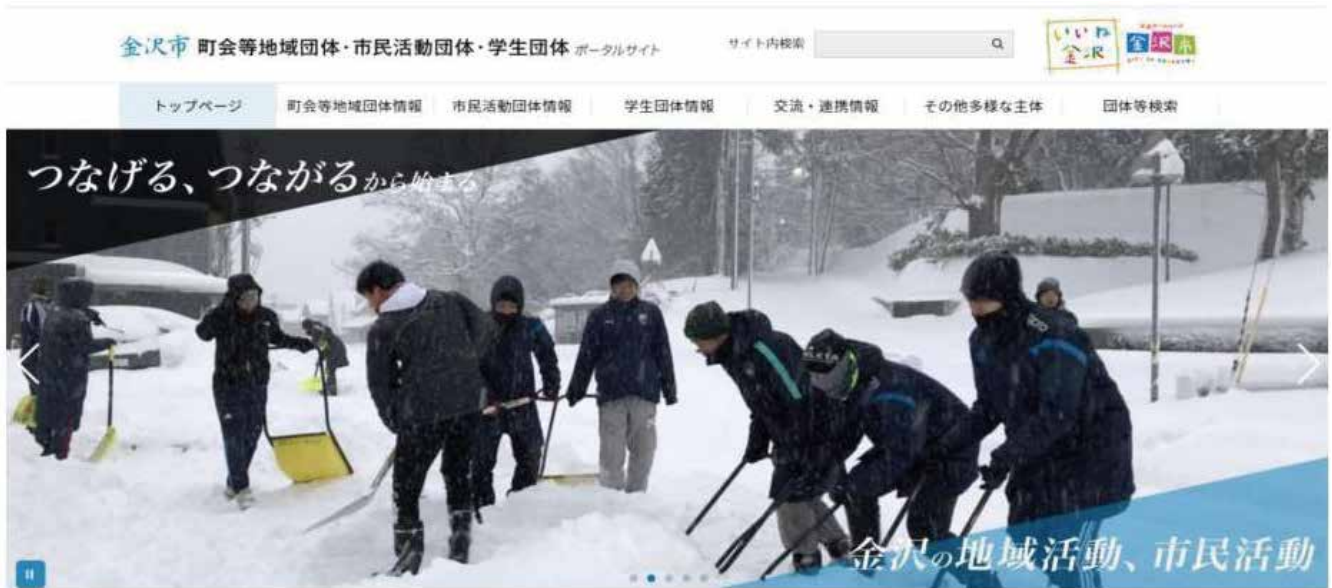 金沢市 町会等地域団体・市民活動団体・学生団体 ポータルサイト
サイト内検索
いいね
金沢
金沢市
トップページ 町会等地域団体情報 市民活動団体情報 学生団体情報 交流・連携情報 その他多様な主体 団体等検索
つなげる、つながるから始まる
金沢の地域活動、市民活動